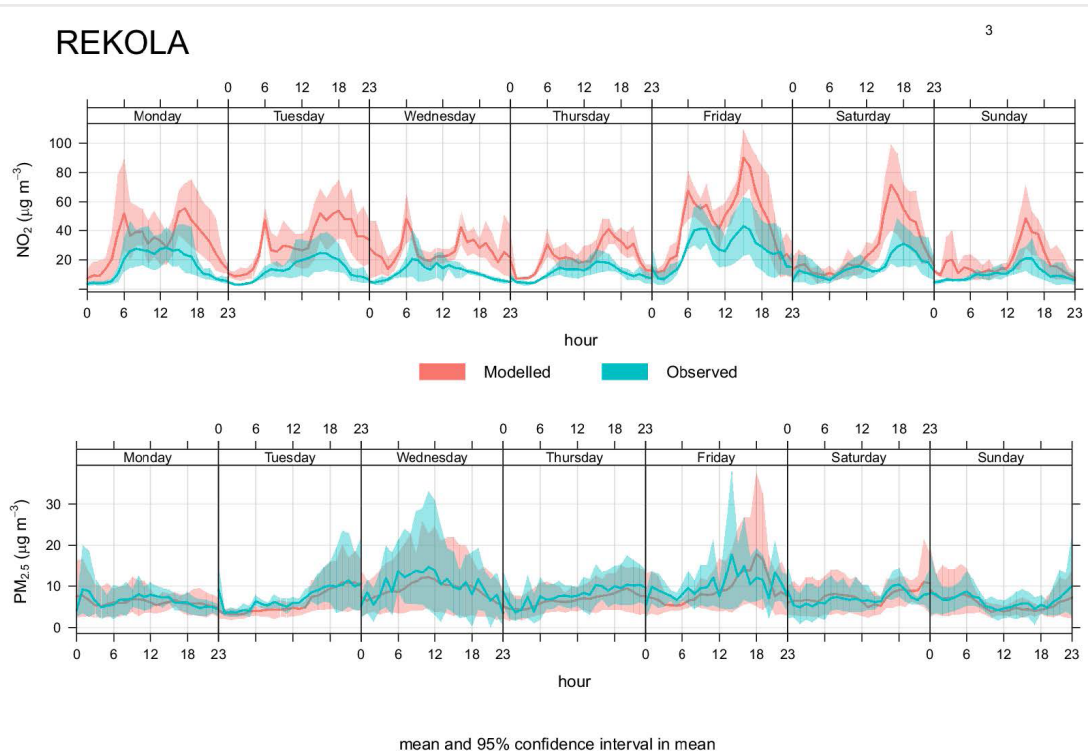 3
REKOLA
0 6 12 18 23 0 6 12 18 23 0 6 12 18 23
Monday Tuesday Wednesday Thursday Friday Saturday Sunday
100
80
60
40
20
NO2 (μg m−3)
0 6 12 18 23 0 6 12 18 23 0 6 12 18 23 0 6 12 18 23
hour
Modelled Observed
0 6 12 18 23 0 6 12 18 23 0 6 12 18 23
Monday Tuesday Wednesday Thursday Friday Saturday Sunday
30
20
10
0
PM2.5 (μg m−3)
0 6 12 18 23 0 6 12 18 23 0 6 12 18 23 0 6 12 18 23
hour
mean and 95% confidence interval in mean